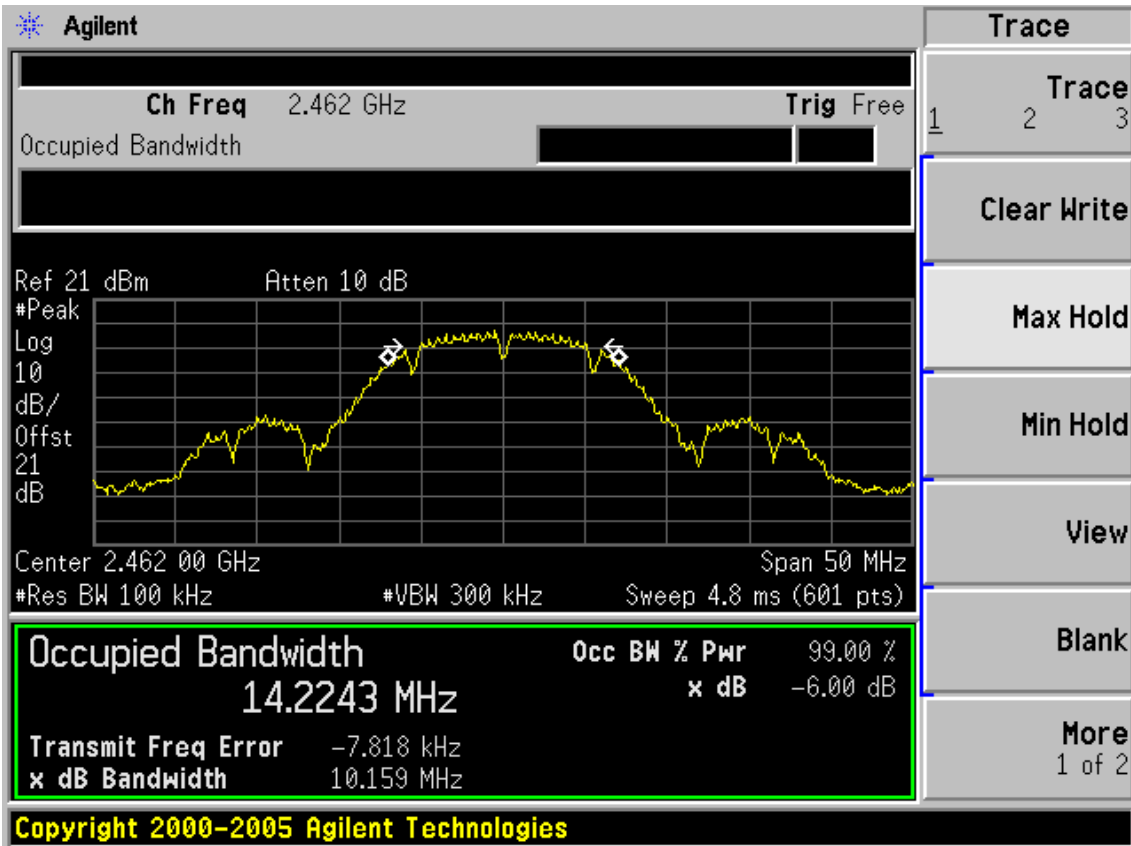 Agilent
Trace
Ch Freq 2.462 GHz Trig Free
Occupied Bandwidth
Trace
1 2 3
Clear Write
Max Hold
Min Hold
View
Blank
More
1 of 2
Ref 21 dBm Atten 10 dB
#Peak
Log
10
dB/
Offst
21
dB
Center 2.462 00 GHz Span 50 MHz
#Res BW 100 kHz #VBW 300 kHz Sweep 4.8 ms (601 pts)
Occupied Bandwidth
14.2243 MHz
Occ BW % Pwr 99.00 %
x dB -6.00 dB
Transmit Freq Error -7.818 kHz
x dB Bandwidth 10.159 MHz
Copyright 2000-2005 Agilent Technologies